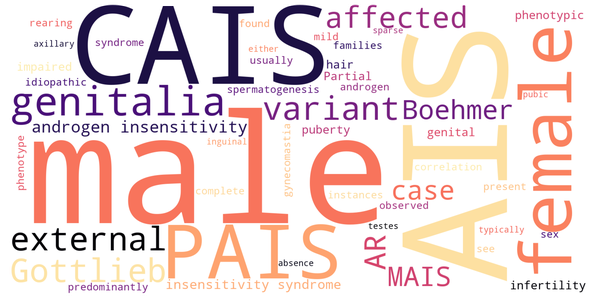 CAIS
affected
phenotypic
rearing
found
sparse
mild
axillary
syndrome
either
families
female
impaired
usually
hair
AIS
idiopathic
Partial
spermatogenesis
androgen
pubic
genitalia
variant
Boehmer
androgen insensitivity
puberty
genital
male
phenotype
inguinal
gynecomastia
correlation
complete
instances
case
present
observed
external
PAIS
testes
typically
sex
AR
see
Gottlieb
absence
MAIS
predominantly
insensitivity syndrome
infertility